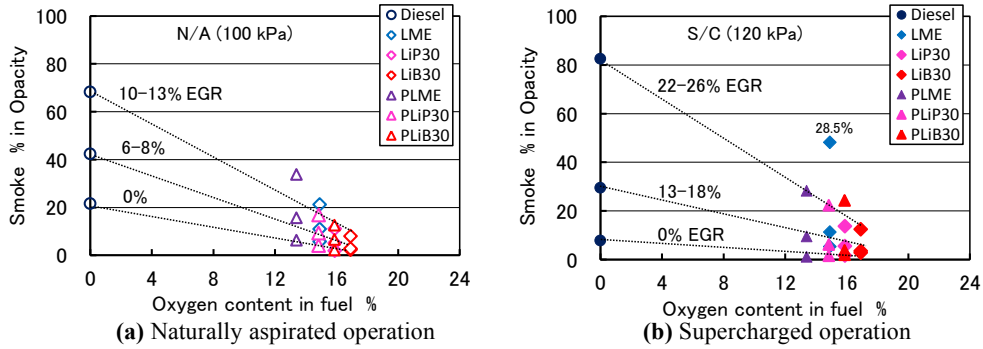 N/A (100 kPa)
Diesel
LME
LiP30
LiB30
PLME
PLiP30
PLiB30
10−13% EGR
6−8%
0%
Smoke % in Opacity
100
80
60
40
20
0
0 4 8 12 16 20 24
Oxygen content in fuel %
(a) Naturally aspirated operation
S/C (120 kPa)
Diesel
LME
LiP30
LiB30
PLME
PLiP30
PLiB30
22−26% EGR
28.5%
13−18%
0% EGR
Smoke % in Opacity
100
80
60
40
20
0
0 4 8 12 16 20 24
Oxygen content in fuel %
(b) Supercharged operation